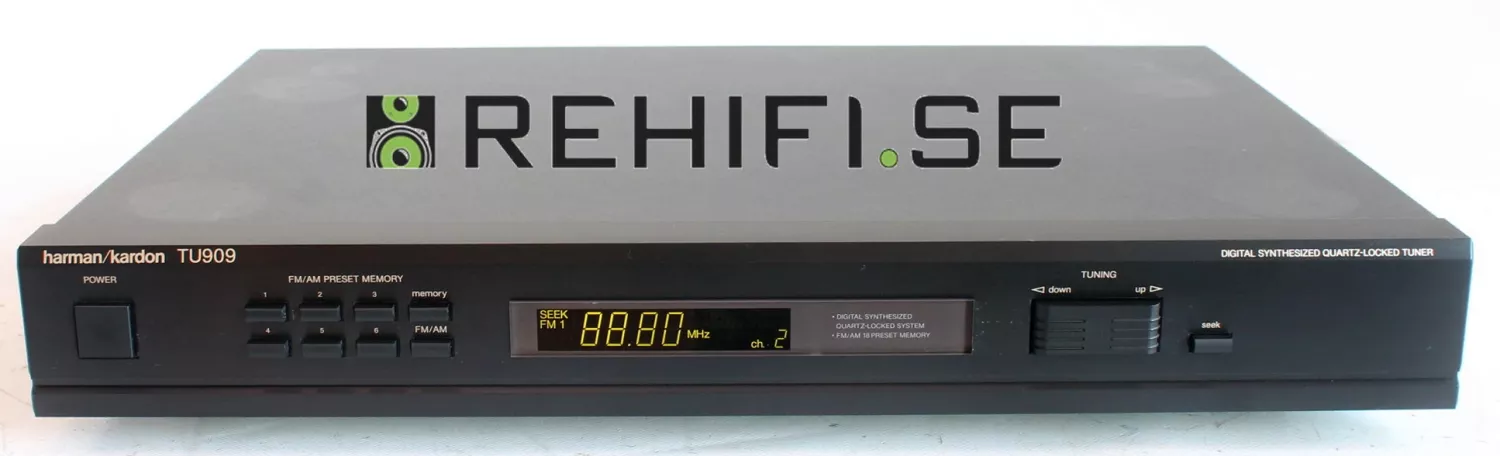 REHIFI.SE
harman/kardon TU909
DIGITAL SYNTHESIZED QUARTZ-LOCKED TUNER
POWER
FM/AM PRESET MEMORY
1 2 3 memory
4 5 6 FM/AM
SEEK
FM 1
88.80 MHz
ch. 2
• DIGITAL SYNTHESIZED
QUARTZ-LOCKED SYSTEM
• FM/AM 16 PRESET MEMORY
TUNING
◁ down up ▷
seek